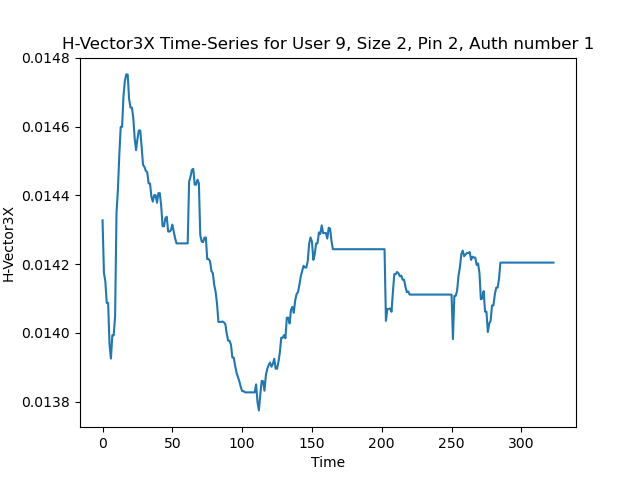 H-Vector3X Time-Series for User 9, Size 2, Pin 2, Auth number 1
0.0148
0.0146
0.0144
0.0142
0.0140
0.0138
H-Vector3X
0 50 100 150 200 250 300
Time